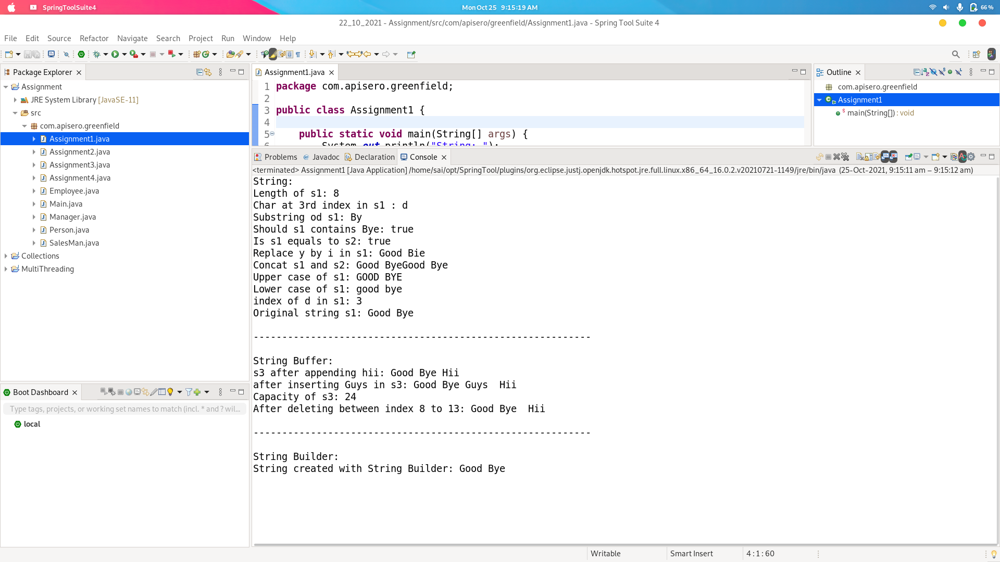 SpringToolSuite4
Mon Oct 25 9:15:19 AM
66 %
22_10_2021 - Assignment/src/com/apisero/greenfield/Assignment1.java - Spring Tool Suite 4
File Edit Source Refactor Navigate Search Project Run Window Help
Package Explorer
Assignment
JRE System Library [JavaSE-11]
src
com.apisero.greenfield
Assignment1.java
Assignment2.java
Assignment3.java
Assignment4.java
Employee.java
Main.java
Manager.java
Person.java
SalesMan.java
Collections
MultiThreading
Boot Dashboard
Type tags, projects, or working set names to match (incl. * and ? wil...
local
Assignment1.java
1 package com.apisero.greenfield;
2
3 public class Assignment1 {
4
5 public static void main(String[] args) {
6 System.out.println("String: ");
Outline
com.apisero.greenfield
Assignment1
main(String[]) : void
Problems Javadoc Declaration Console
<terminated> Assignment1 [Java Application] /home/sai/opt/SpringTool/plugins/org.eclipse.justj.openjdk.hotspot.jre.full.linux.x86_64_16.0.2.v20210721-1149/jre/bin/java (25-Oct-2021, 9:15:11 am – 9:15:12 am)
String:
Length of s1: 8
Char at 3rd index in s1 : d
Substring od s1: By
Should s1 contains Bye: true
Is s1 equals to s2: true
Replace y by i in s1: Good Bie
Concat s1 and s2: Good ByeGood Bye
Upper case of s1: GOOD BYE
Lower case of s1: good bye
index of d in s1: 3
Original string s1: Good Bye
-----------------------------------------------------------
String Buffer:
s3 after appending hii: Good Bye Hii
after inserting Guys in s3: Good Bye Guys  Hii
Capacity of s3: 24
After deleting between index 8 to 13: Good Bye  Hii
-----------------------------------------------------------
String Builder:
String created with String Builder: Good Bye
Writable
Smart Insert
4 : 1 : 60